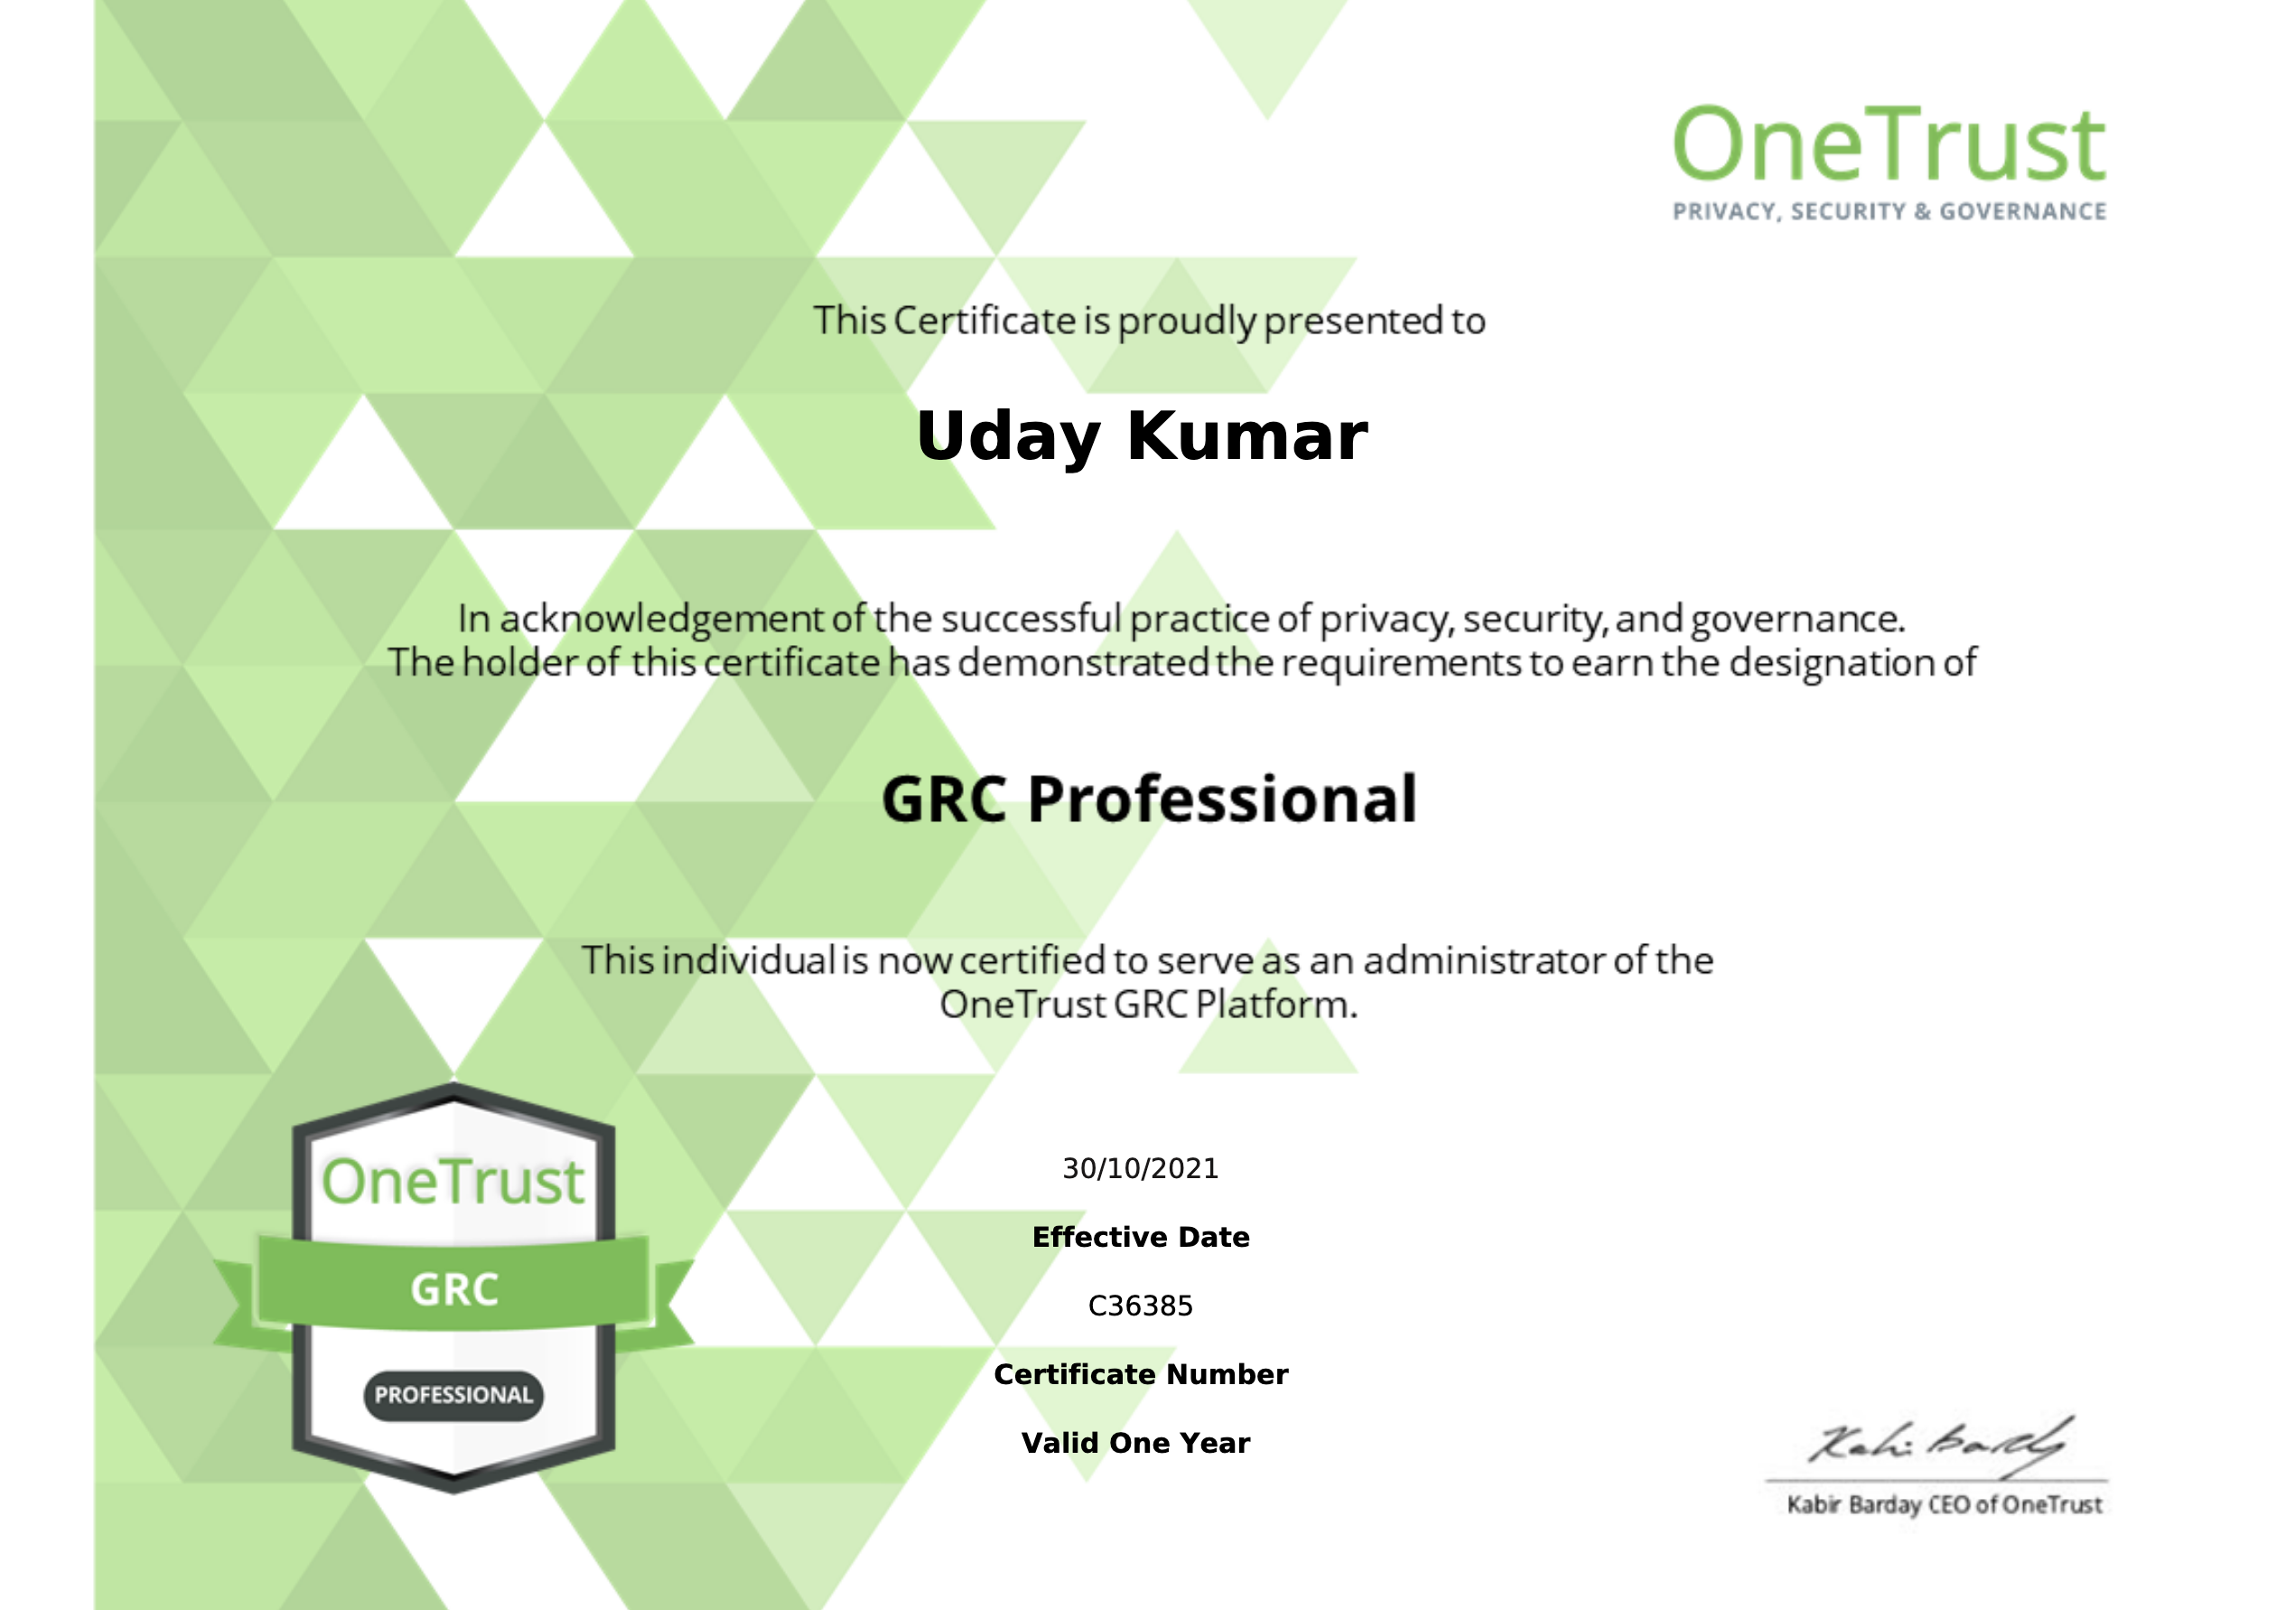 OneTrust
PRIVACY, SECURITY & GOVERNANCE
This Certificate is proudly presented to
Uday Kumar
In acknowledgement of the successful practice of privacy, security, and governance.
The holder of this certificate has demonstrated the requirements to earn the designation of
GRC Professional
This individual is now certified to serve as an administrator of the
OneTrust GRC Platform.
OneTrust
GRC
PROFESSIONAL
30/10/2021
Effective Date
C36385
Certificate Number
Valid One Year
Kabir Barday
Kabir Barday CEO of OneTrust